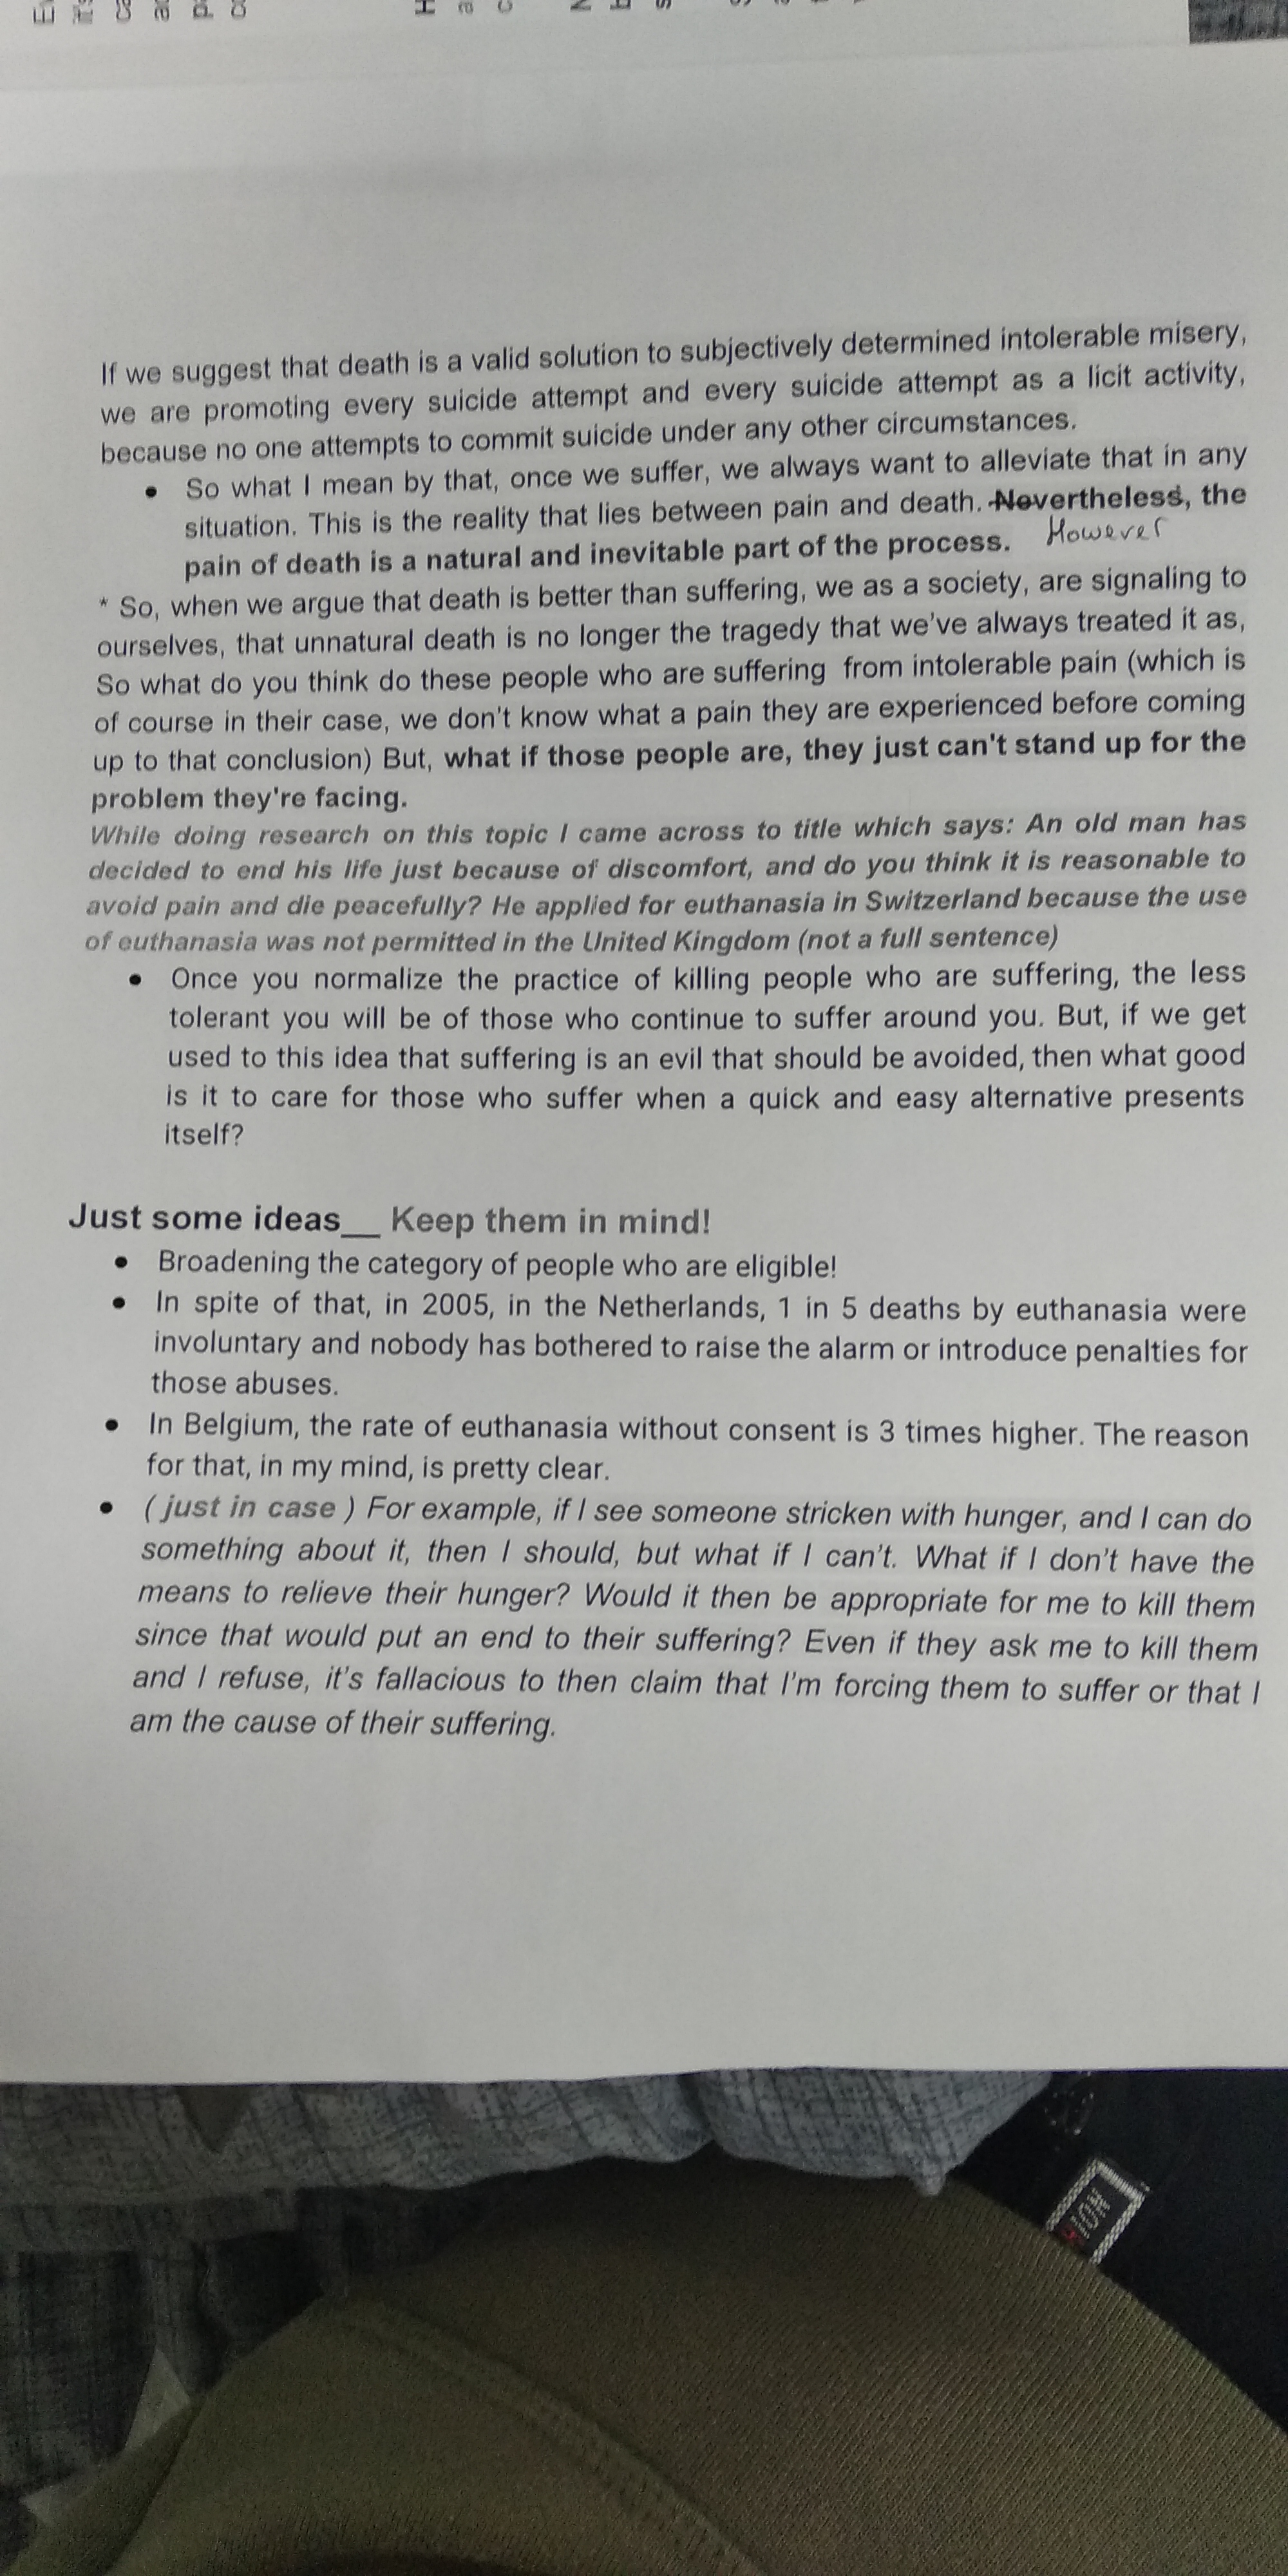 If we suggest that death is a valid solution to subjectively determined intolerable misery,
we are promoting every suicide attempt and every suicide attempt as a licit activity,
because no one attempts to commit suicide under any other circumstances.
• So what I mean by that, once we suffer, we always want to alleviate that in any
situation. This is the reality that lies between pain and death. Nevertheless, the
However
pain of death is a natural and inevitable part of the process.
* So, when we argue that death is better than suffering, we as a society, are signaling to
ourselves, that unnatural death is no longer the tragedy that we've always treated it as,
So what do you think do these people who are suffering from intolerable pain (which is
of course in their case, we don't know what a pain they are experienced before coming
up to that conclusion) But, what if those people are, they just can't stand up for the
problem they're facing.
While doing research on this topic I came across to title which says: An old man has
decided to end his life just because of discomfort, and do you think it is reasonable to
avoid pain and die peacefully? He applied for euthanasia in Switzerland because the use
of euthanasia was not permitted in the United Kingdom (not a full sentence)
• Once you normalize the practice of killing people who are suffering, the less
tolerant you will be of those who continue to suffer around you. But, if we get
used to this idea that suffering is an evil that should be avoided, then what good
is it to care for those who suffer when a quick and easy alternative presents
itself?
Just some ideas__ Keep them in mind!
• Broadening the category of people who are eligible!
• In spite of that, in 2005, in the Netherlands, 1 in 5 deaths by euthanasia were
involuntary and nobody has bothered to raise the alarm or introduce penalties for
those abuses.
• In Belgium, the rate of euthanasia without consent is 3 times higher. The reason
for that, in my mind, is pretty clear.
• ( just in case ) For example, if I see someone stricken with hunger, and I can do
something about it, then I should, but what if I can't. What if I don't have the
means to relieve their hunger? Would it then be appropriate for me to kill them
since that would put an end to their suffering? Even if they ask me to kill them
and I refuse, it's fallacious to then claim that I'm forcing them to suffer or that I
am the cause of their suffering.